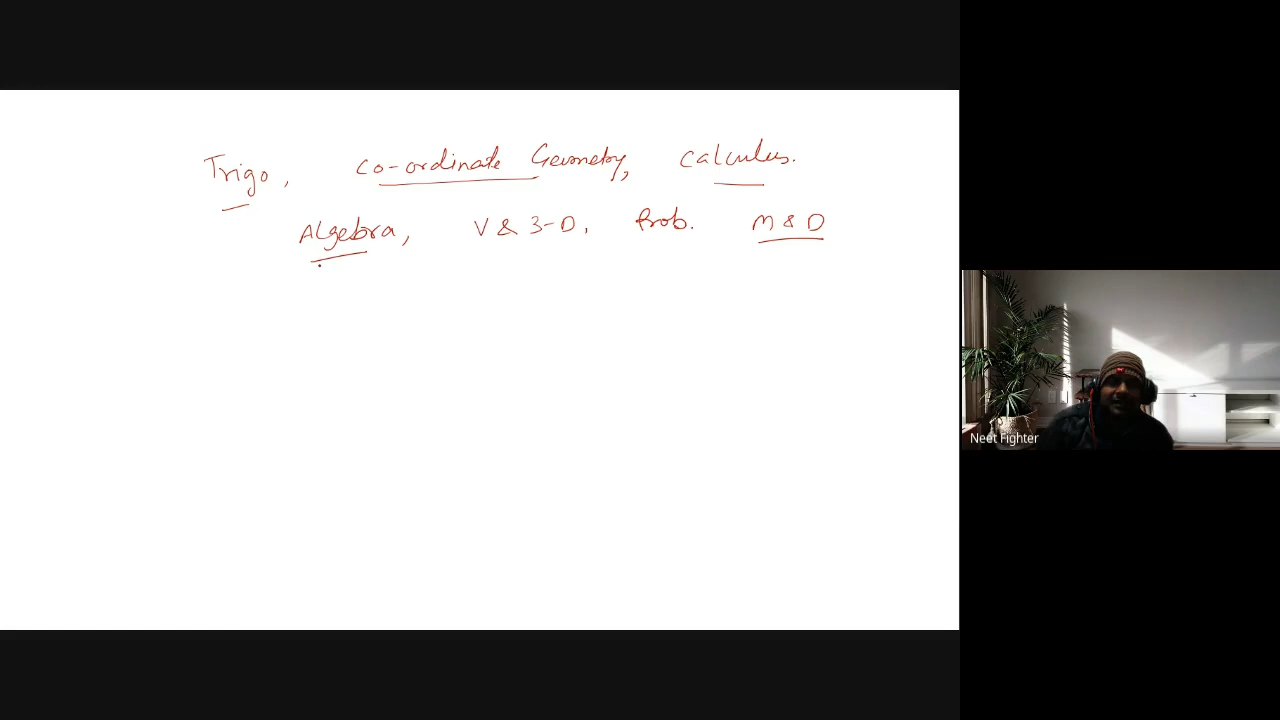 Trigo, Co-ordinate Geometry, Calculus.
Algebra, V & 3-D, Prob. M & D
Neet Fighter